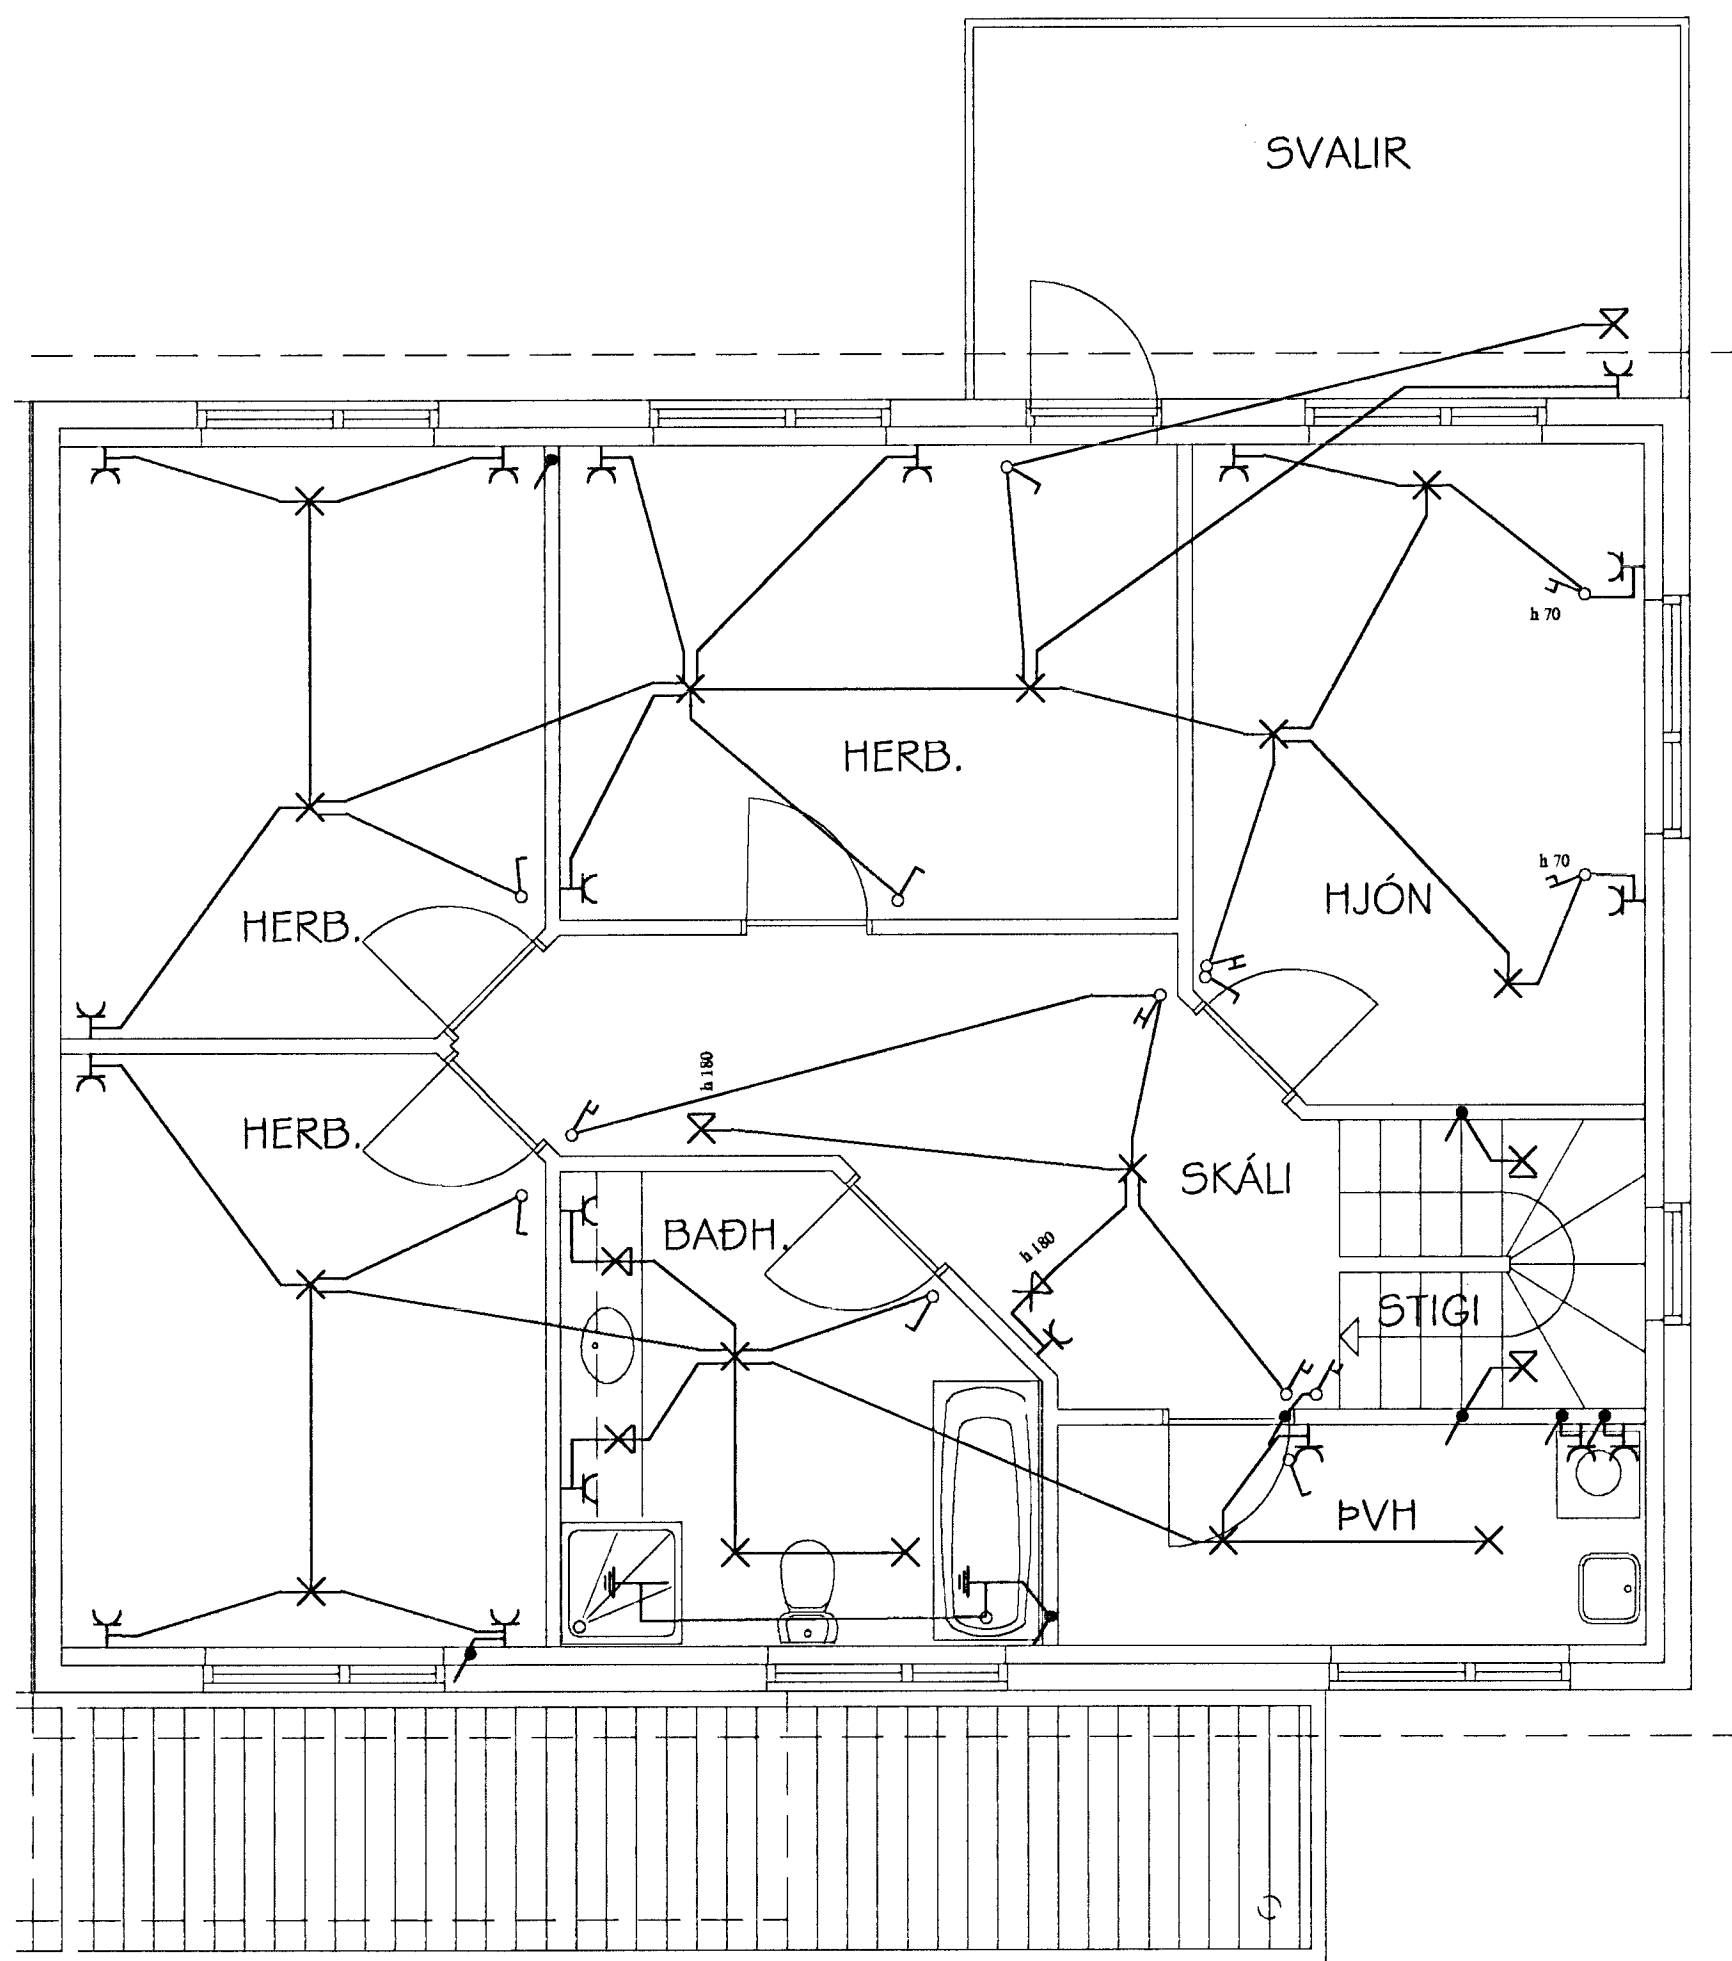 SVALIR
h 70
HERB.
h 70
HJÓN
HERB.
h 180
HERB.
SKÁLI
BAÐH.
h 180
STIGI
ÞVH